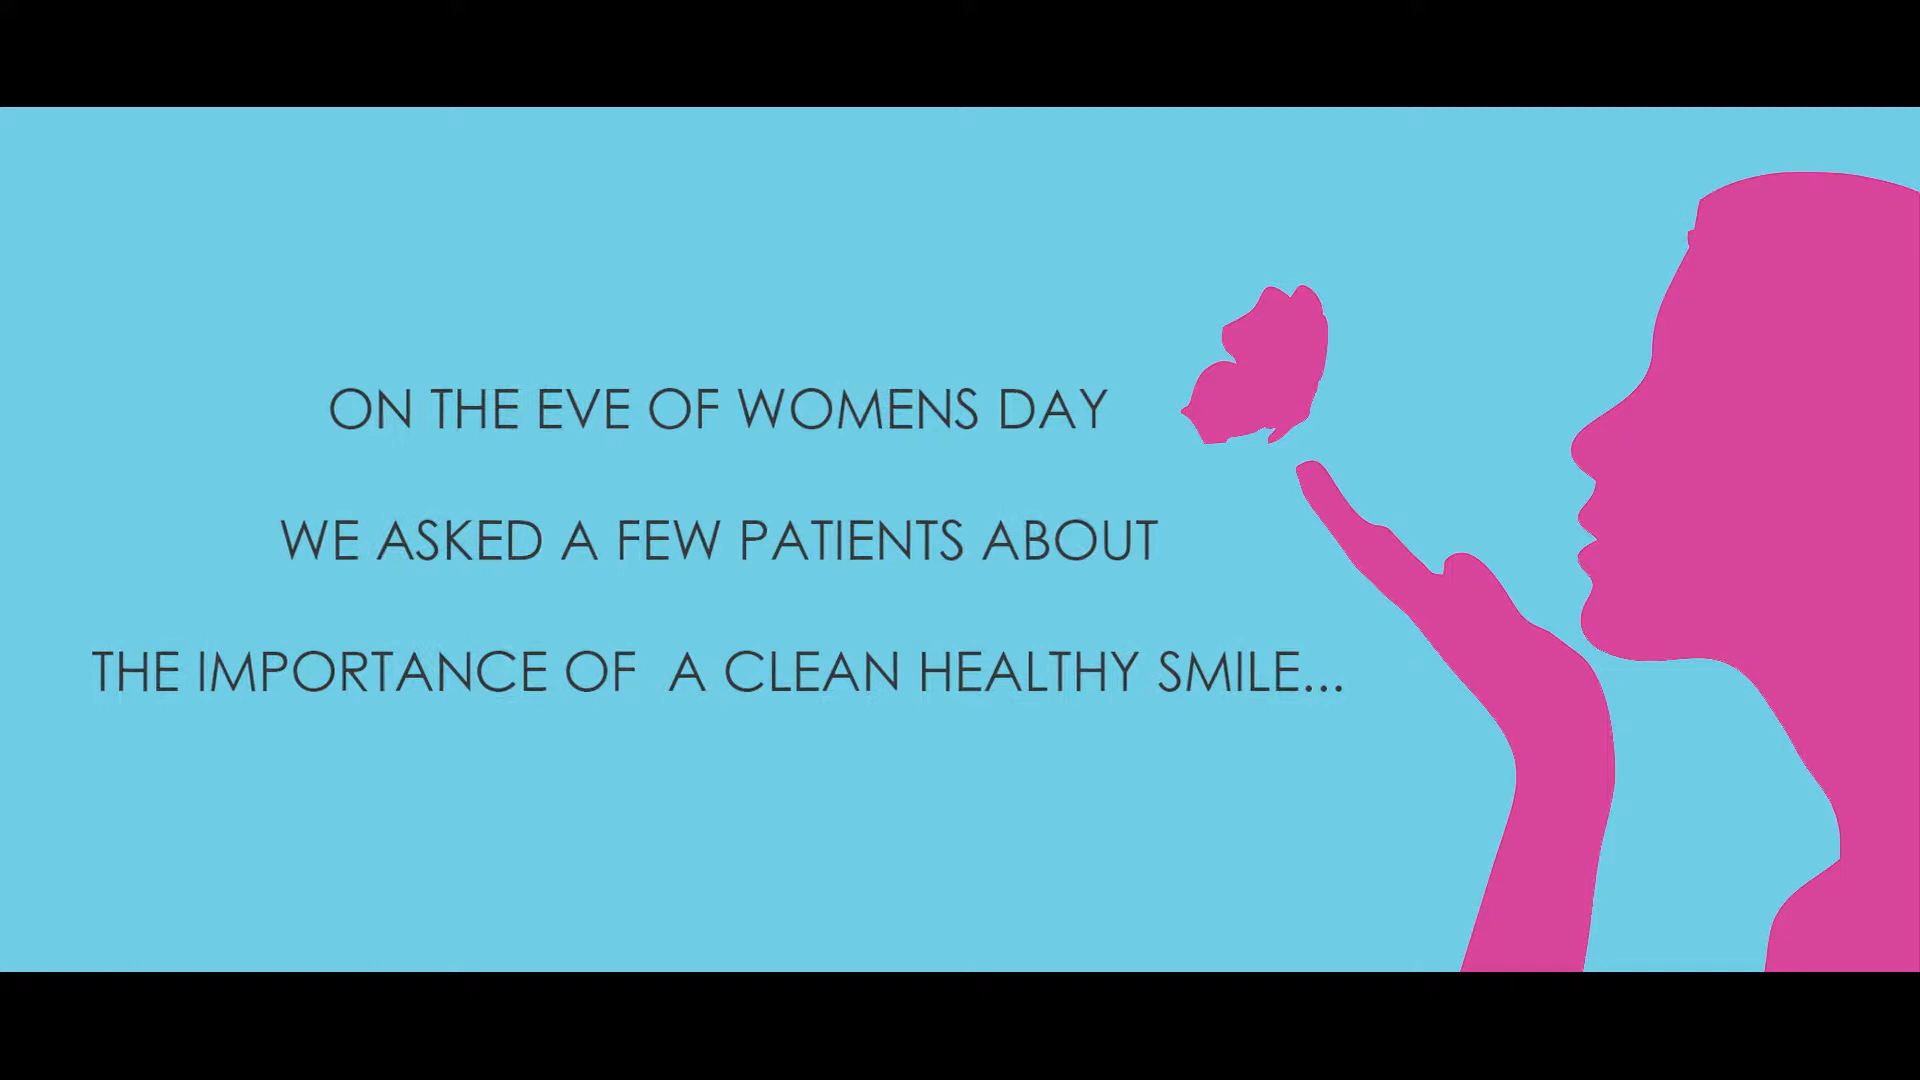 ON THE EVE OF WOMENS DAY
WE ASKED A FEW PATIENTS ABOUT
THE IMPORTANCE OF A CLEAN HEALTHY SMILE...